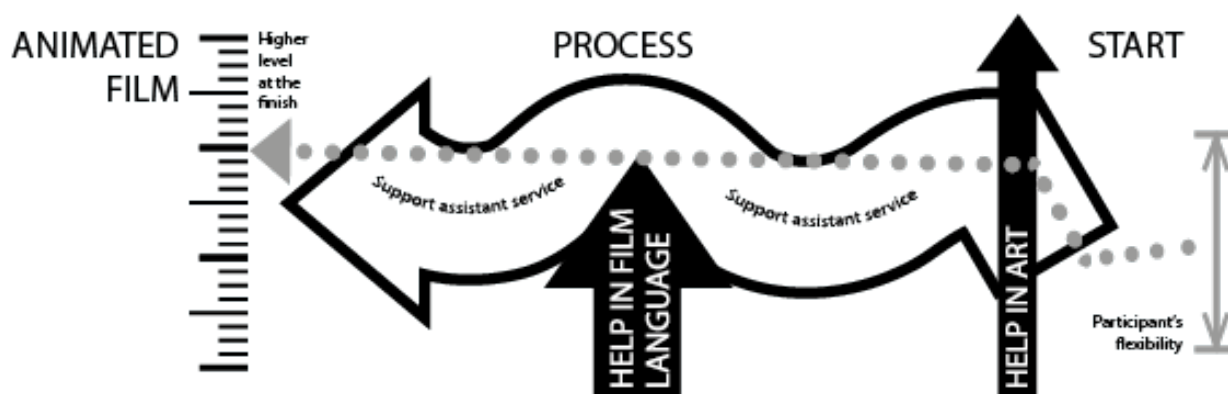 ANIMATED
FILM
Higher
level
at the
finish
PROCESS
START
Support assistant service
Support assistant service
HELP IN FILM
LANGUAGE
HELP IN ART
Participant's
flexibility